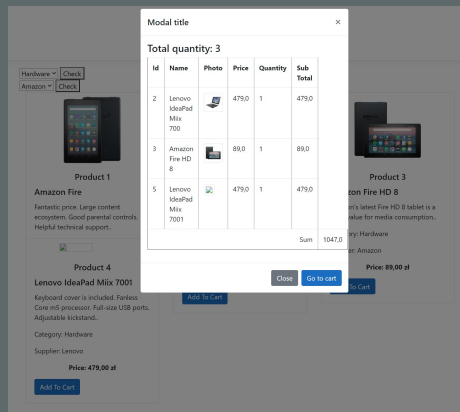 Modal title ×
Total quantity: 3
Id Name Photo Price Quantity Sub Total
2 Lenovo IdeaPad Miix 700 479,0 1 479,0
3 Amazon Fire HD 8 89,0 1 89,0
5 Lenovo IdeaPad Miix 7001 479,0 1 479,0
Sum 1047,0
Close Go to cart
Hardware Check
Amazon Check
Product 1
Amazon Fire
Fantastic price. Large content
ecosystem. Good parental controls.
Helpful technical support..
Product 4
Lenovo IdeaPad Miix 7001
Keyboard cover is included. Fanless
Core m5 processor. Full-size USB ports.
Adjustable kickstand..
Category: Hardware
Supplier: Lenovo
Price: 479,00 zł
Add To Cart
Add To Cart
Product 3
zon Fire HD 8
on's latest Fire HD 8 tablet is a
value for media consumption..
ry: Hardware
er: Amazon
Price: 89,00 zł
To Cart